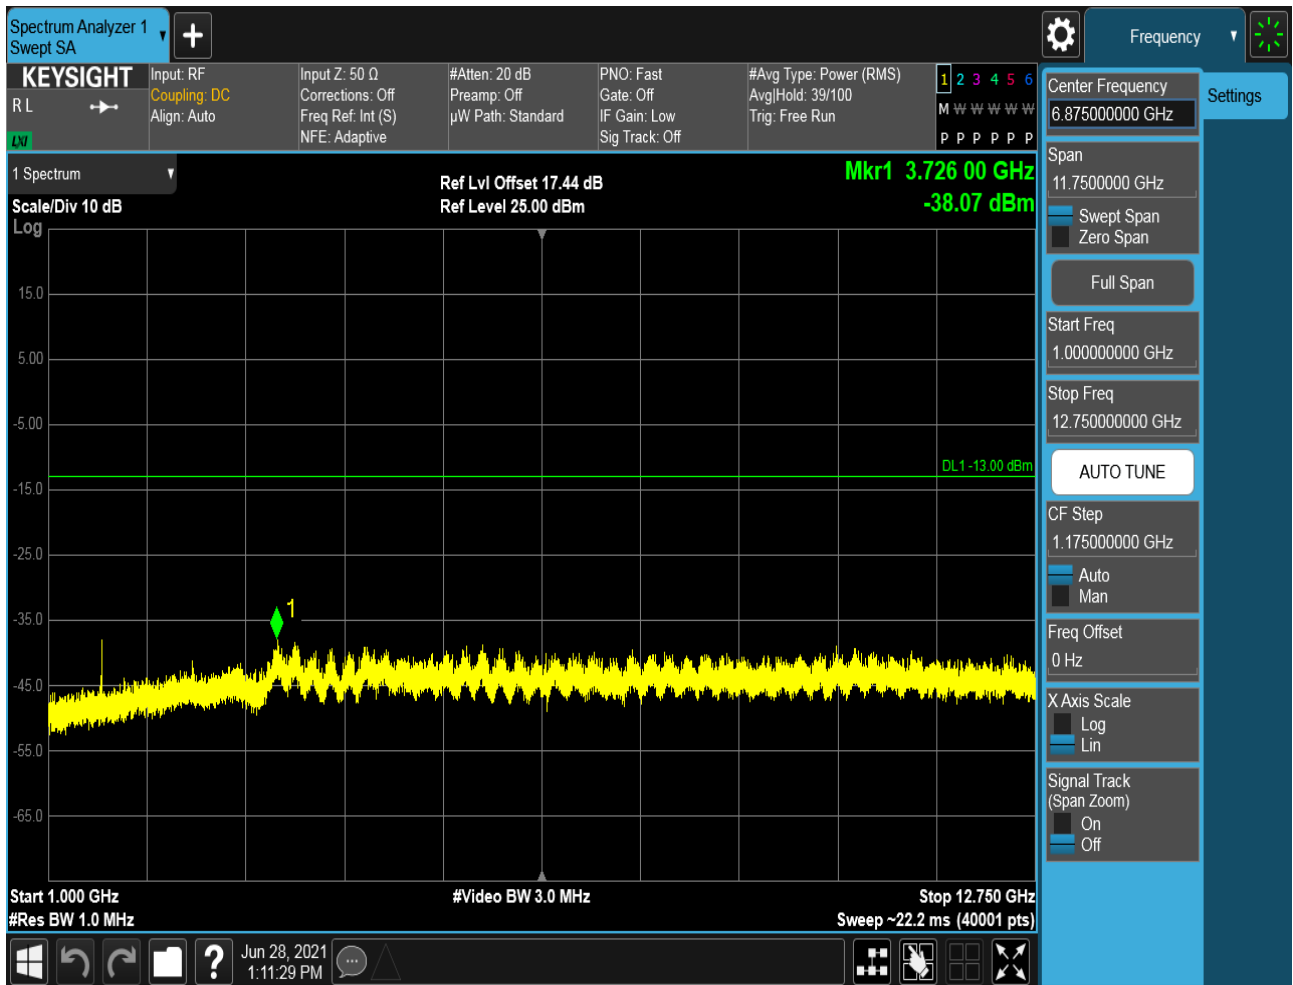 Spectrum Analyzer 1
Swept SA
Frequency
KEYSIGHT
R L
LXI
Input: RF
Coupling: DC
Align: Auto
Input Z: 50 Ω
Corrections: Off
Freq Ref: Int (S)
NFE: Adaptive
#Atten: 20 dB
Preamp: Off
µW Path: Standard
PNO: Fast
Gate: Off
IF Gain: Low
Sig Track: Off
#Avg Type: Power (RMS)
Avg|Hold: 39/100
Trig: Free Run
1 2 3 4 5 6
M W W W W W
P P P P P P
1 Spectrum
Scale/Div 10 dB
Log
Ref Lvl Offset 17.44 dB
Ref Level 25.00 dBm
Mkr1 3.726 00 GHz
-38.07 dBm
15.0
5.00
-5.00
DL1 -13.00 dBm
-15.0
-25.0
1
-35.0
-45.0
-55.0
-65.0
Start 1.000 GHz
#Res BW 1.0 MHz
#Video BW 3.0 MHz
Stop 12.750 GHz
Sweep ~22.2 ms (40001 pts)
Jun 28, 2021
1:11:29 PM
Center Frequency
6.875000000 GHz
Settings
Span
11.7500000 GHz
Swept Span
Zero Span
Full Span
Start Freq
1.000000000 GHz
Stop Freq
12.750000000 GHz
AUTO TUNE
CF Step
1.175000000 GHz
Auto
Man
Freq Offset
0 Hz
X Axis Scale
Log
Lin
Signal Track
(Span Zoom)
On
Off